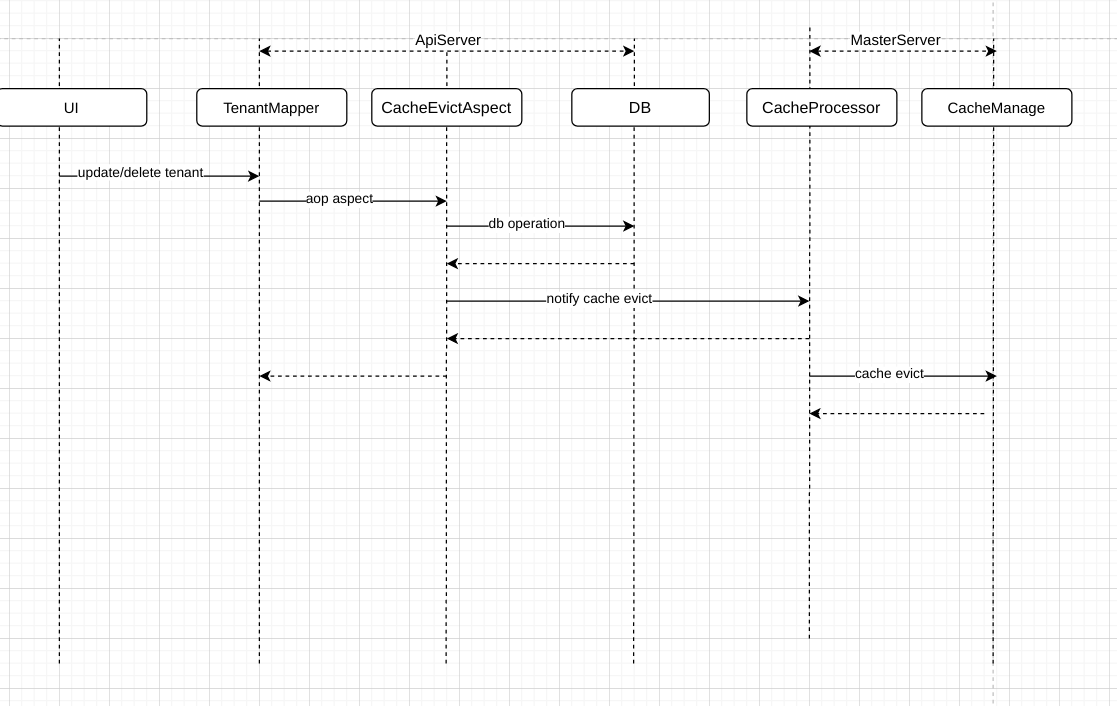 ApiServer
MasterServer
UI
TenantMapper
CacheEvictAspect
DB
CacheProcessor
CacheManage
update/delete tenant
aop aspect
db operation
notify cache evict
cache evict